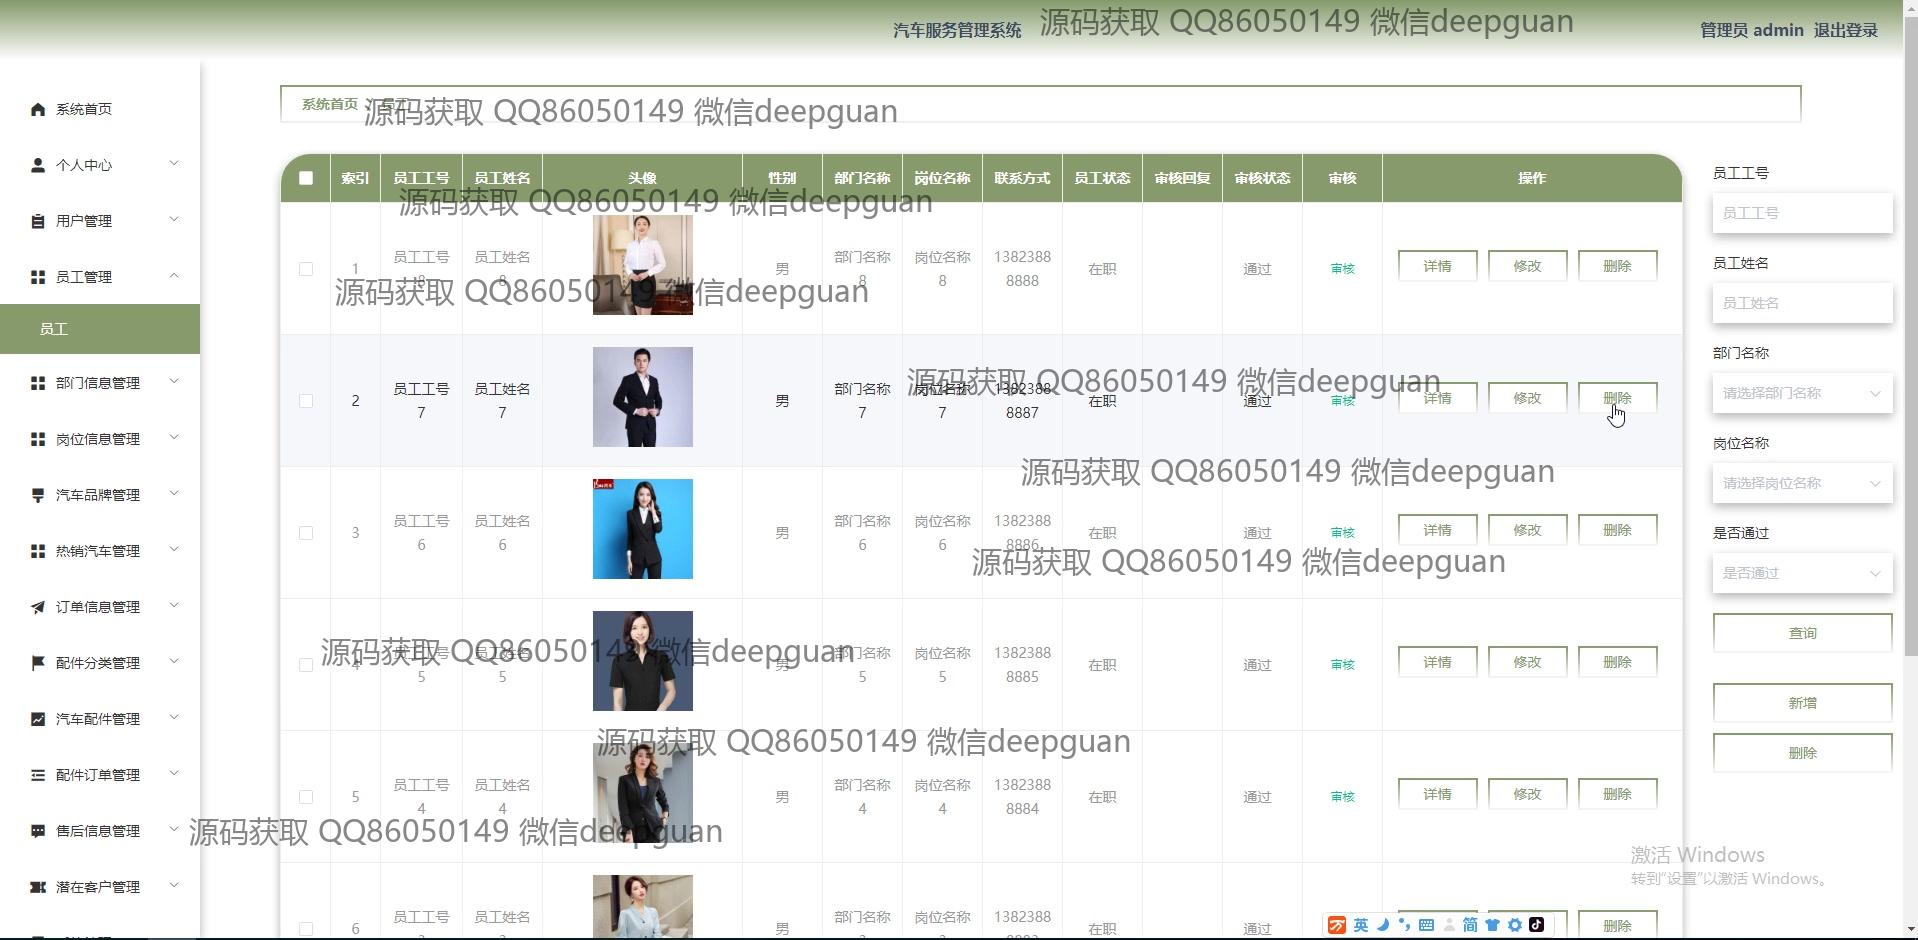 汽车服务管理系统
源码获取 QQ86050149 微信deepguan
管理员 admin 退出登录
系统首页
源码获取 QQ86050149 微信deepguan
系统首页
个人中心
用户管理
员工管理
员工
部门信息管理
岗位信息管理
汽车品牌管理
热销汽车管理
订单信息管理
配件分类管理
汽车配件管理
配件订单管理
售后信息管理
潜在客户管理
索引 员工工号 员工姓名 头像 性别 部门名称 岗位名称 联系方式 员工状态 审核回复 审核状态 审核 操作
源码获取 QQ86050149 微信deepguan
1 员工工号8 员工姓名8 男 部门名称8 岗位名称8 13823888888 在职 通过 审核 详情 修改 删除
源码获取 QQ86050149 微信deepguan
2 员工工号7 员工姓名7 男 部门名称7 岗位名称7 13823888887 在职 通过 审核 详情 修改 删除
源码获取 QQ86050149 微信deepguan
源码获取 QQ86050149 微信deepguan
3 员工工号6 员工姓名6 男 部门名称6 岗位名称6 13823888886 在职 通过 审核 详情 修改 删除
源码获取 QQ86050149 微信deepguan
4 员工工号5 员工姓名5 男 部门名称5 岗位名称5 13823888885 在职 通过 审核 详情 修改 删除
源码获取 QQ86050149 微信deepguan
源码获取 QQ86050149 微信deepguan
5 员工工号4 员工姓名4 男 部门名称4 岗位名称4 13823888884 在职 通过 审核 详情 修改 删除
源码获取 QQ86050149 微信deepguan
6 员工工号 员工姓名 男 部门名称 岗位名称 1382388 在职 通过 审核 删除
员工工号
员工工号
员工姓名
员工姓名
部门名称
请选择部门名称
岗位名称
请选择岗位名称
是否通过
是否通过
查询
新增
删除
激活 Windows
转到“设置”以激活 Windows。
英 简